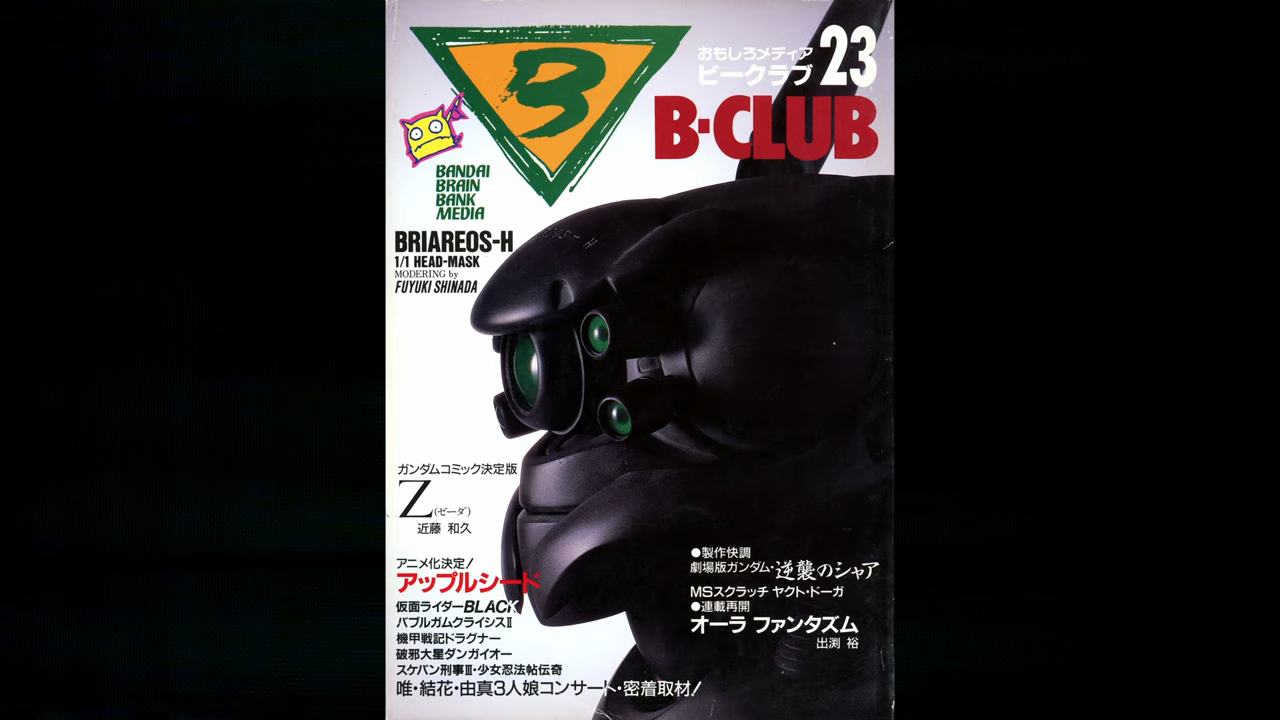 B
おもしろメディア
ビークラブ
23
B·CLUB
BANDAI
BRAIN
BANK
MEDIA
BRIAREOS-H
1/1 HEAD-MASK
MODERING by
FUYUKI SHINADA
ガンダムコミック決定版
Z(ゼーダ)
近藤 和久
アニメ化決定!
アップルシード
仮面ライダーBLACK
バブルガムクライシスⅡ
機甲戦記ドラグナー
破邪大星ダンガイオー
スケバン刑事Ⅲ・少女忍法帖伝奇
唯・結花・由真3人娘コンサート・密着取材!
●製作快調
劇場版ガンダム・逆襲のシャア
MSスクラッチ ヤクト・ドーガ
●連載再開
オーラ ファンタズム
出渕 裕